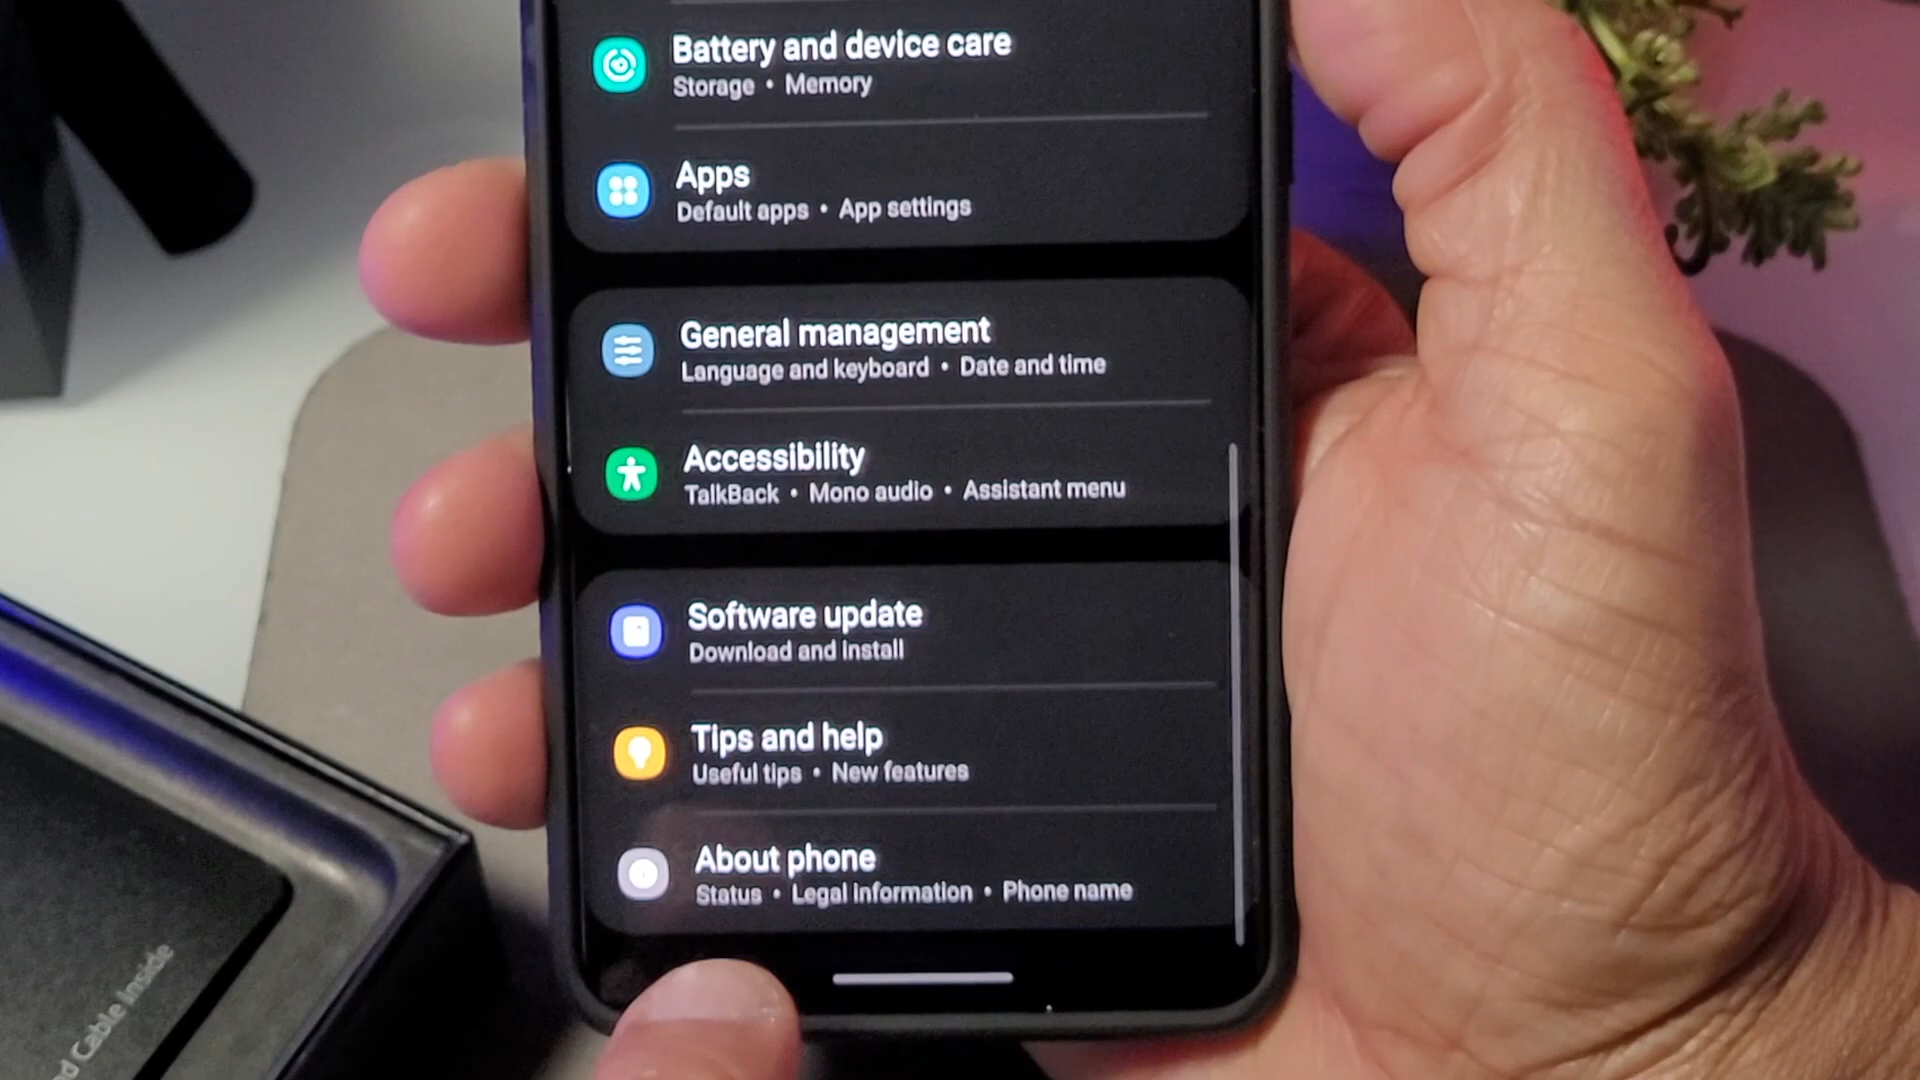 Battery and device care
Storage • Memory
Apps
Default apps • App settings
General management
Language and keyboard • Date and time
Accessibility
TalkBack • Mono audio • Assistant menu
Software update
Download and install
Tips and help
Useful tips • New features
About phone
Status • Legal information • Phone name
Cable Inside